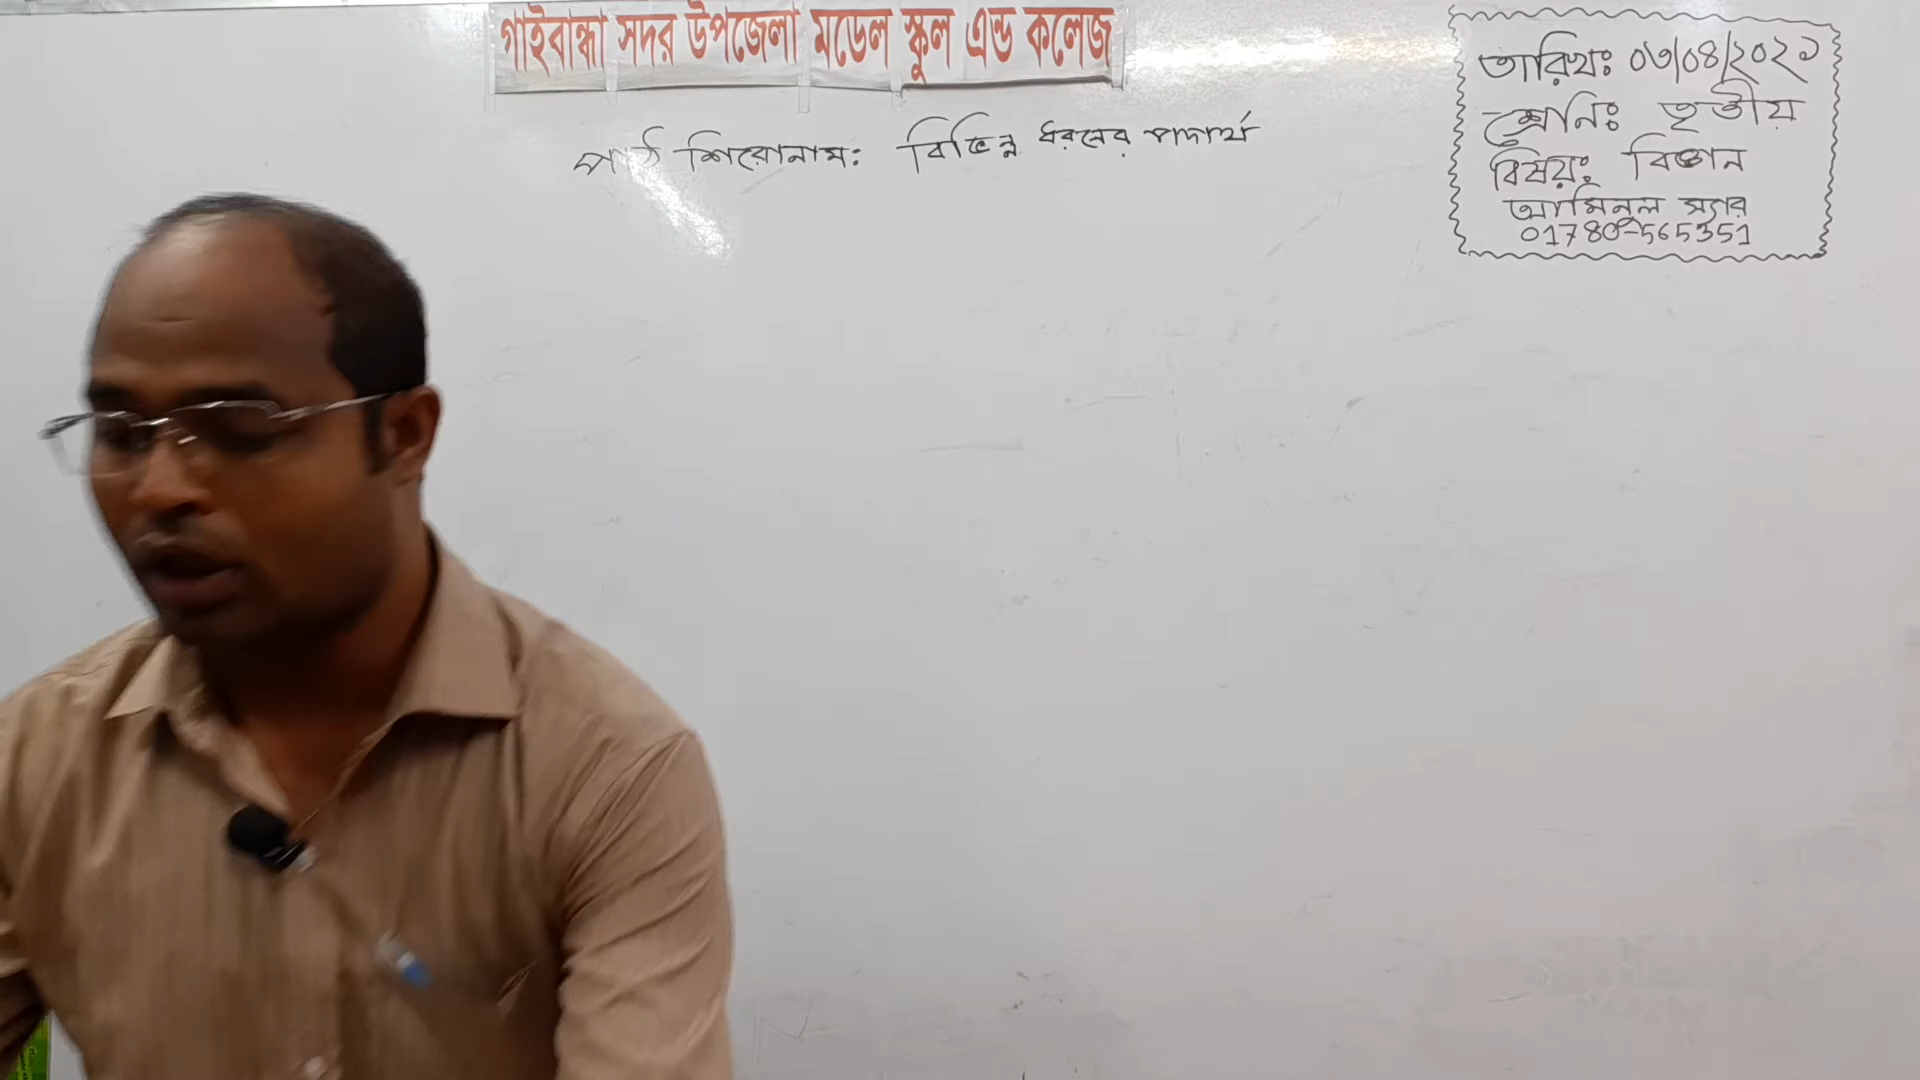 গাইবান্ধা সদর উপজেলা মডেল স্কুল এন্ড কলেজ
পাঠ শিরোনাম: বিভিন্ন ধরনের পদার্থ
তারিখঃ ০৩/০৪/২০২১
শ্রেনিঃ তৃতীয়
বিষয়ঃ বিজ্ঞান
আমিনুল স্যার
01780-565351